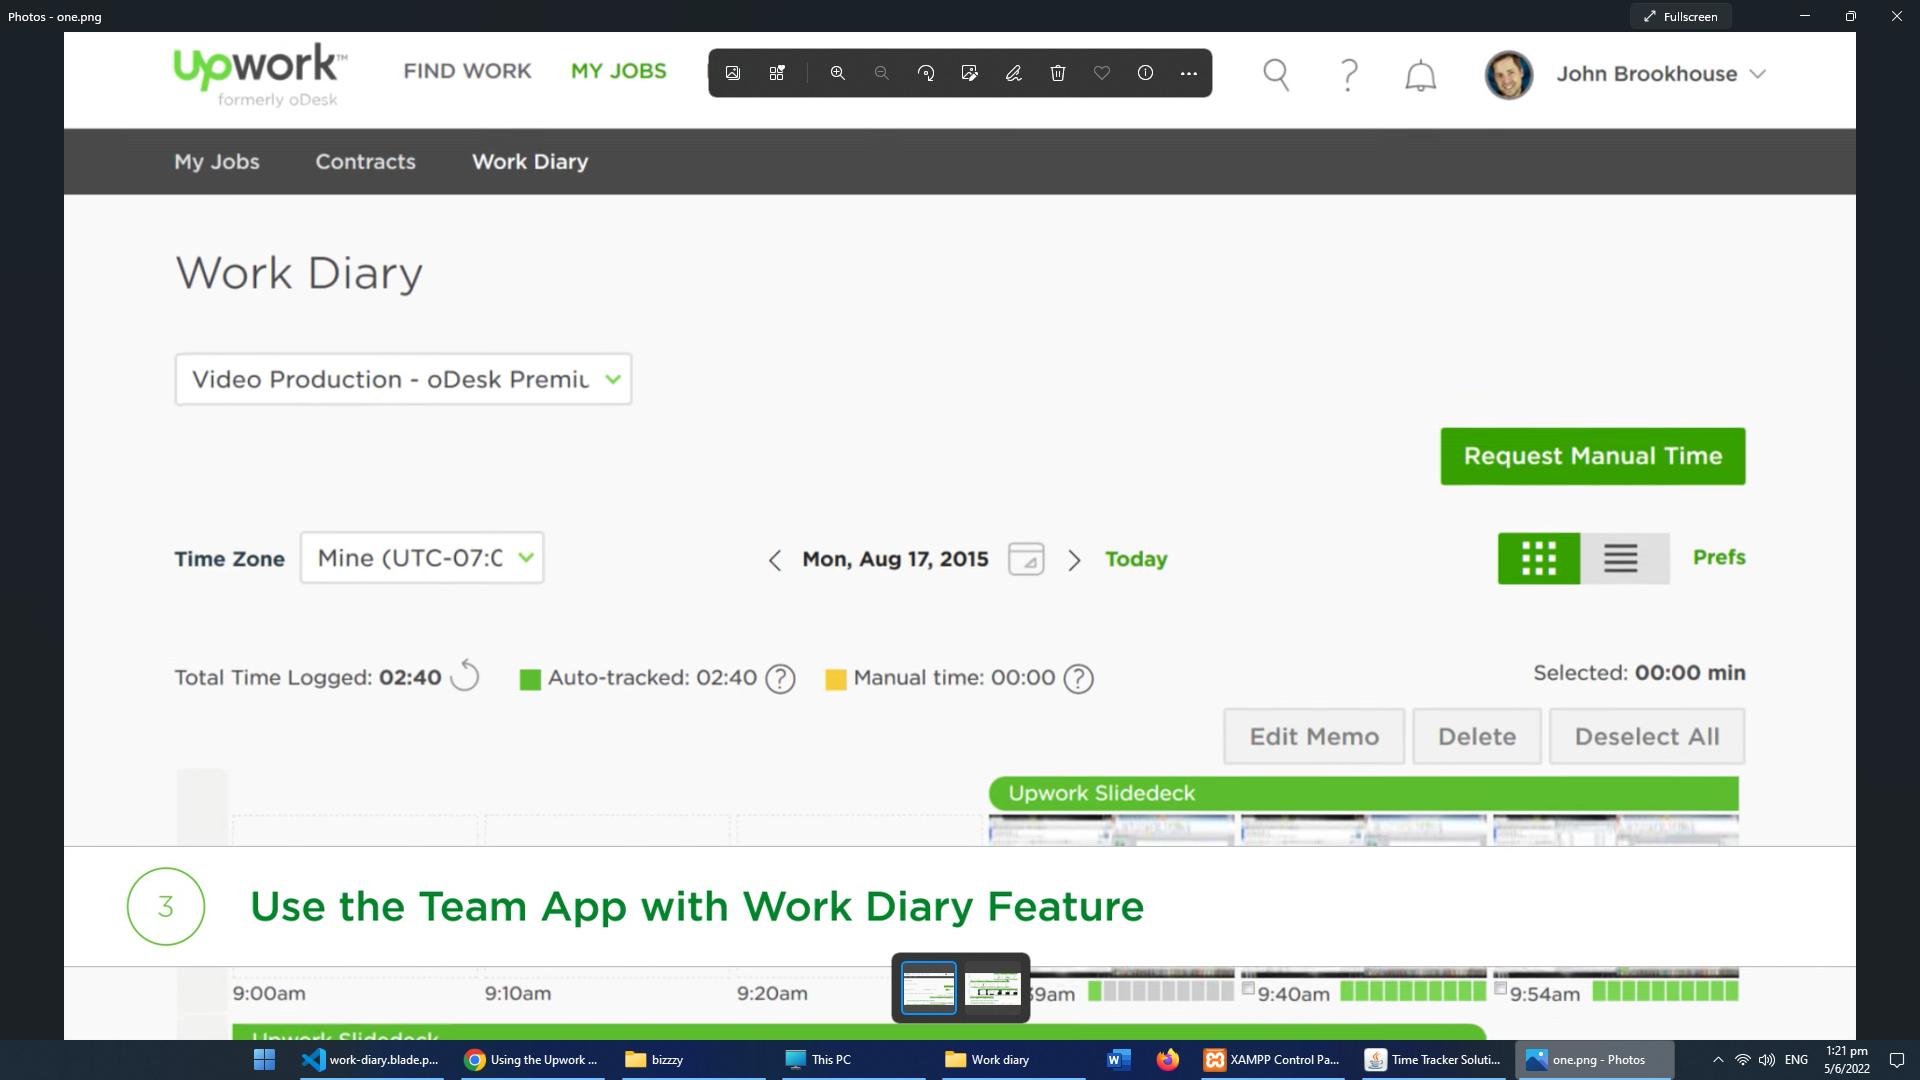 Photos - one.png
Fullscreen
Upwork™
formerly oDesk
FIND WORK
MY JOBS
John Brookhouse
My Jobs
Contracts
Work Diary
Work Diary
Video Production - oDesk Premiu
Request Manual Time
Time Zone
Mine (UTC-07:0
Mon, Aug 17, 2015
Today
Prefs
Total Time Logged: 02:40
Auto-tracked: 02:40 ?
Manual time: 00:00 ?
Selected: 00:00 min
Edit Memo
Delete
Deselect All
Upwork Slidedeck
3
Use the Team App with Work Diary Feature
9:00am
9:10am
9:20am
39am
9:40am
9:54am
Upwork Slidedeck
work-diary.blade.p...
Using the Upwork ...
bizzzy
This PC
Work diary
XAMPP Control Pa...
Time Tracker Soluti...
one.png - Photos
ENG
1:21 pm
5/6/2022